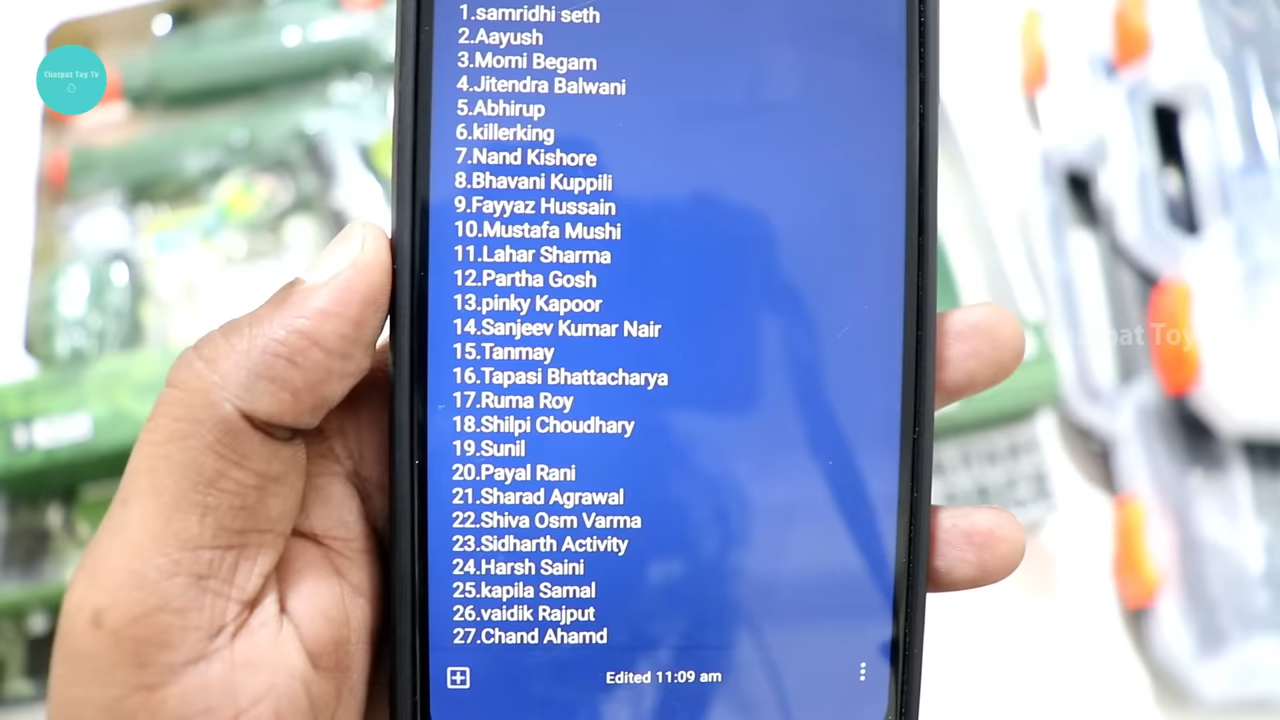 Chatpat Toy Tv
1.samridhi seth
2.Aayush
3.Momi Begam
4.Jitendra Balwani
5.Abhirup
6.killerking
7.Nand Kishore
8.Bhavani Kuppili
9.Fayyaz Hussain
10.Mustafa Mushi
11.Lahar Sharma
12.Partha Gosh
13.pinky Kapoor
14.Sanjeev Kumar Nair
15.Tanmay
16.Tapasi Bhattacharya
17.Ruma Roy
18.Shilpi Choudhary
19.Sunil
20.Payal Rani
21.Sharad Agrawal
22.Shiva Osm Varma
23.Sidharth Activity
24.Harsh Saini
25.kapila Samal
26.vaidik Rajput
27.Chand Ahamd
Edited 11:09 am